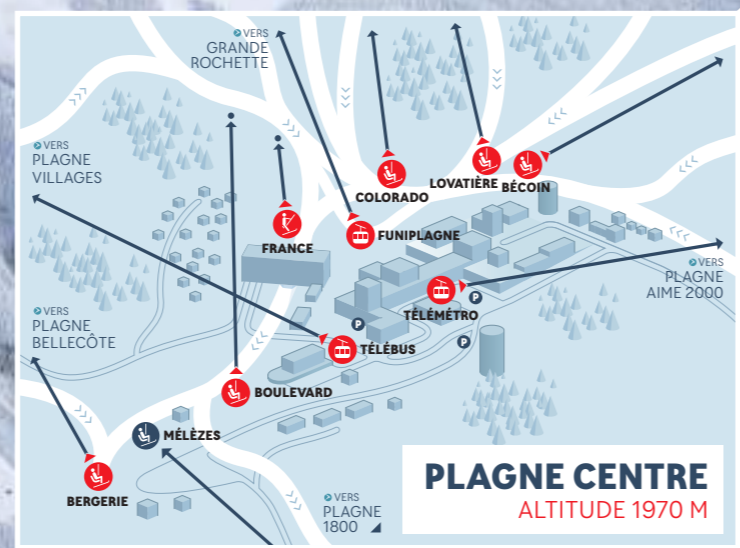 VERS
GRANDE
ROCHETTE
VERS
PLAGNE
VILLAGES
COLORADO
LOVATIÈRE
BÉCOIN
FRANCE
FUNIPLAGNE
VERS
PLAGNE
AIME 2000
TÉLÉMÉTRO
P
P
P
VERS
PLAGNE
BELLECÔTE
TÉLÉBUS
BOULEVARD
MÉLÈZES
BERGERIE
VERS
PLAGNE
1800
PLAGNE CENTRE
ALTITUDE 1970 M